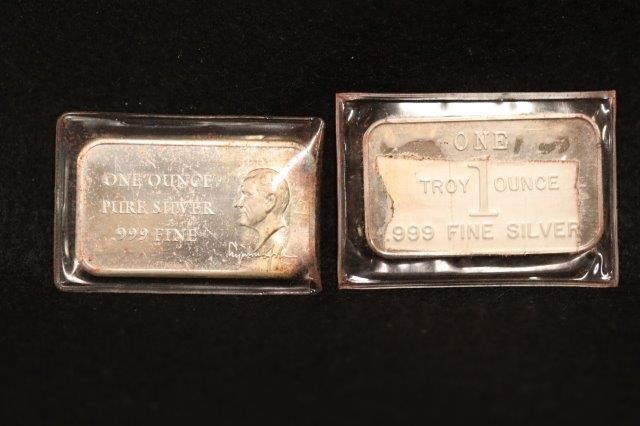 ONE OUNCE
PURE SILVER
.999 FINE
ONE
TROY 1 OUNCE
.999 FINE SILVER